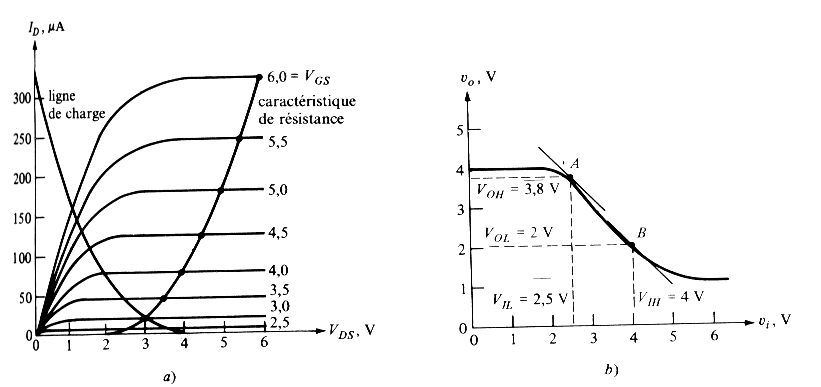 I_D, μA
300
250
200
150
100
50
0
ligne
de charge
6,0 = V_GS
caractéristique
de résistance
5,5
5,0
4,5
4,0
3,5
3,0
2,5
0 1 2 3 4 5 6
V_DS, V
a)
v_o, V
5
4
3
2
1
0
A
V_OH = 3,8 V
V_OL = 2 V
B
V_IL = 2,5 V
V_IH = 4 V
0 1 2 3 4 5 6
v_i, V
b)